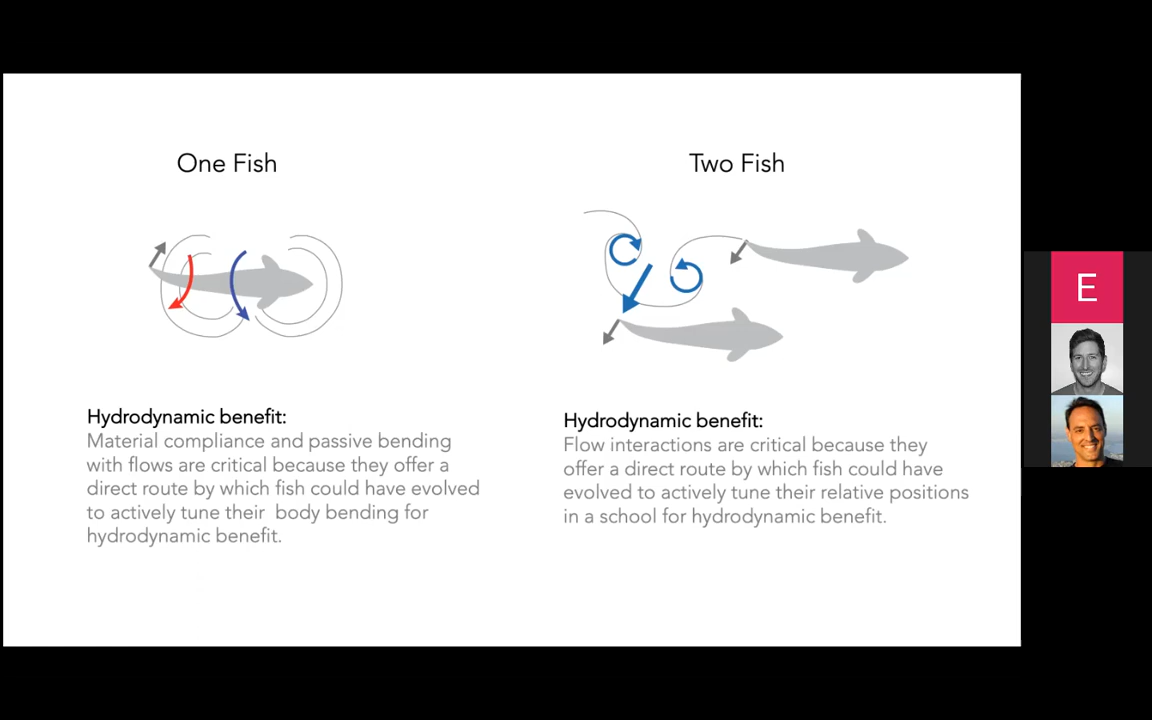 One Fish
Hydrodynamic benefit:
Material compliance and passive bending
with flows are critical because they offer a
direct route by which fish could have evolved
to actively tune their  body bending for
hydrodynamic benefit.
Two Fish
Hydrodynamic benefit:
Flow interactions are critical because they
offer a direct route by which fish could have
evolved to actively tune their relative positions
in a school for hydrodynamic benefit.
E